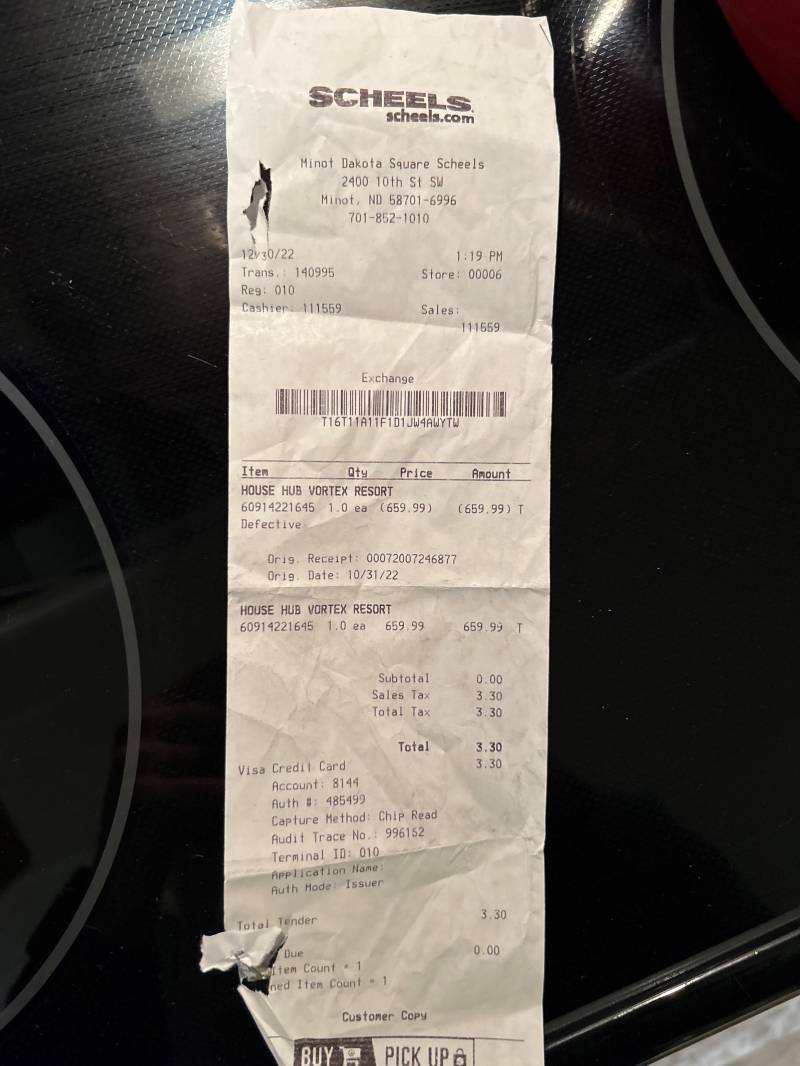 SCHEELS
scheels.com
Minot Dakota Square Scheels
2400 10th St SW
Minot, ND 58701-6996
701-852-1010
12/30/22 1:19 PM
Trans.: 140995 Store: 00006
Reg: 010
Cashier: 111559 Sales:
111559
Exchange
T16T11A11F1D1JW4AWYTW
Item Qty Price Amount
HOUSE HUB VORTEX RESORT
60914221645 1.0 ea (659.99) (659.99) T
Defective
Orig. Receipt: 00072007246877
Orig. Date: 10/31/22
HOUSE HUB VORTEX RESORT
60914221645 1.0 ea 659.99 659.99 T
Subtotal 0.00
Sales Tax 3.30
Total Tax 3.30
Total 3.30
Visa Credit Card 3.30
Account: 8144
Auth #: 485499
Capture Method: Chip Read
Audit Trace No.: 996152
Terminal ID: 010
Application Name:
Auth Mode: Issuer
Total Tender 3.30
Due 0.00
Item Count = 1
ned Item Count = 1
Customer Copy
BUY PICK UP